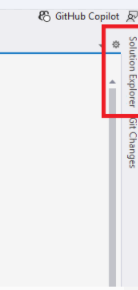 GitHub Copilot
Solution Explorer
Git Changes